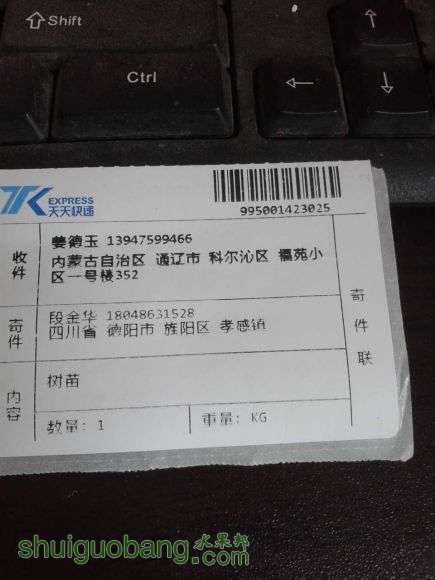 Shift
Ctrl
TK EXPRESS
天天快递
995001423025
收件
姜德玉 13947599466
内蒙古自治区 通辽市 科尔沁区 福苑小
区一号楼352
寄件
段金华 18048631528
四川省 德阳市 旌阳区 孝感镇
内容
树苗
数量: 1
重量: KG
寄件联
水果邦
shuiguobang.com